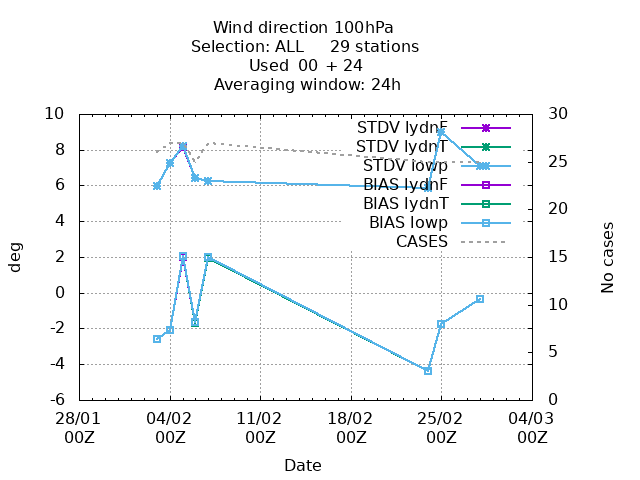 Wind direction 100hPa
Selection: ALL 29 stations
Used 00 + 24
Averaging window: 24h
10
8
6
4
2
0
-2
-4
-6
deg
30
25
20
15
10
5
0
No cases
STDV lydnF
STDV lydnT
STDV lowp
BIAS lydnF
BIAS lydnT
BIAS lowp
CASES
28/01 04/02 11/02 18/02 25/02 04/03
00Z 00Z 00Z 00Z 00Z 00Z
Date